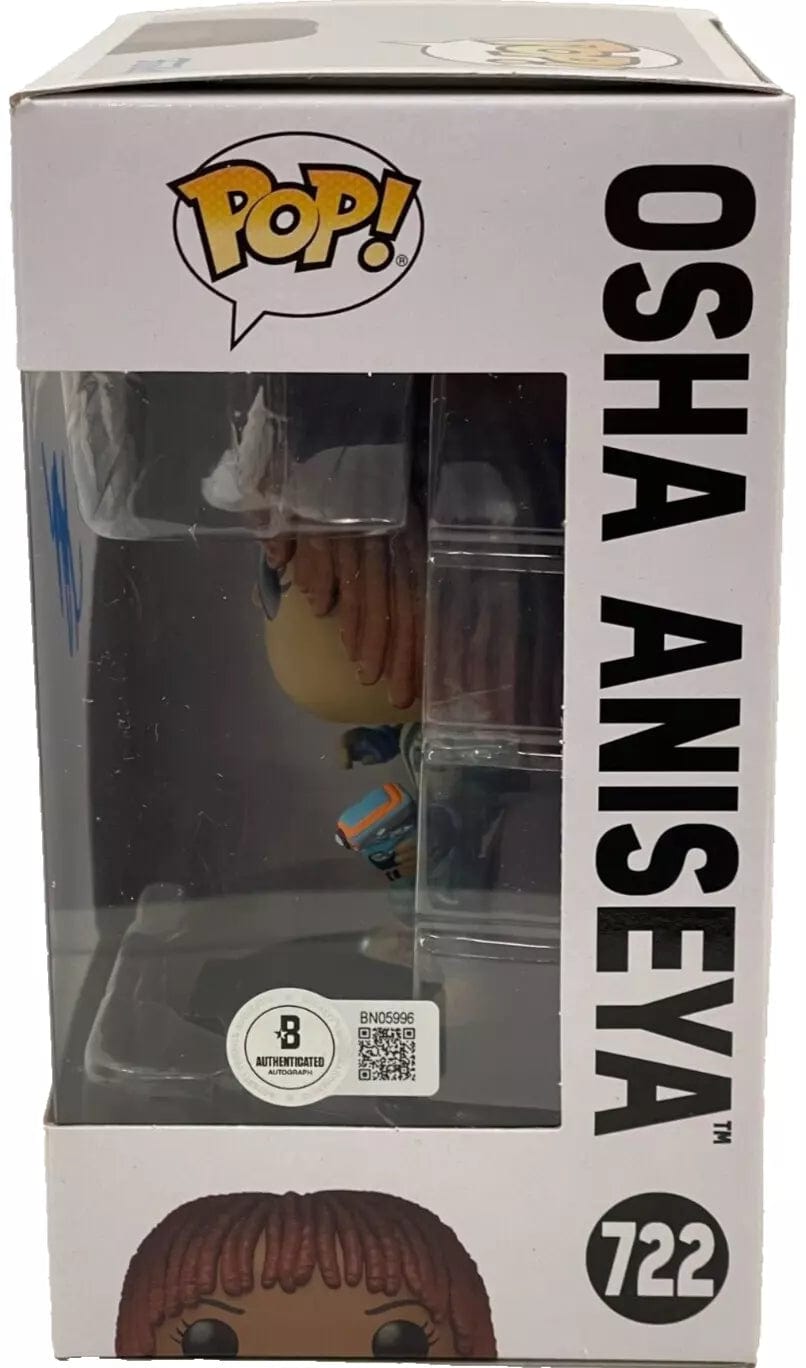 POP!
®
OSHA ANISEYA™
B
AUTHENTICATED
AUTOGRAPH
BN05996
722